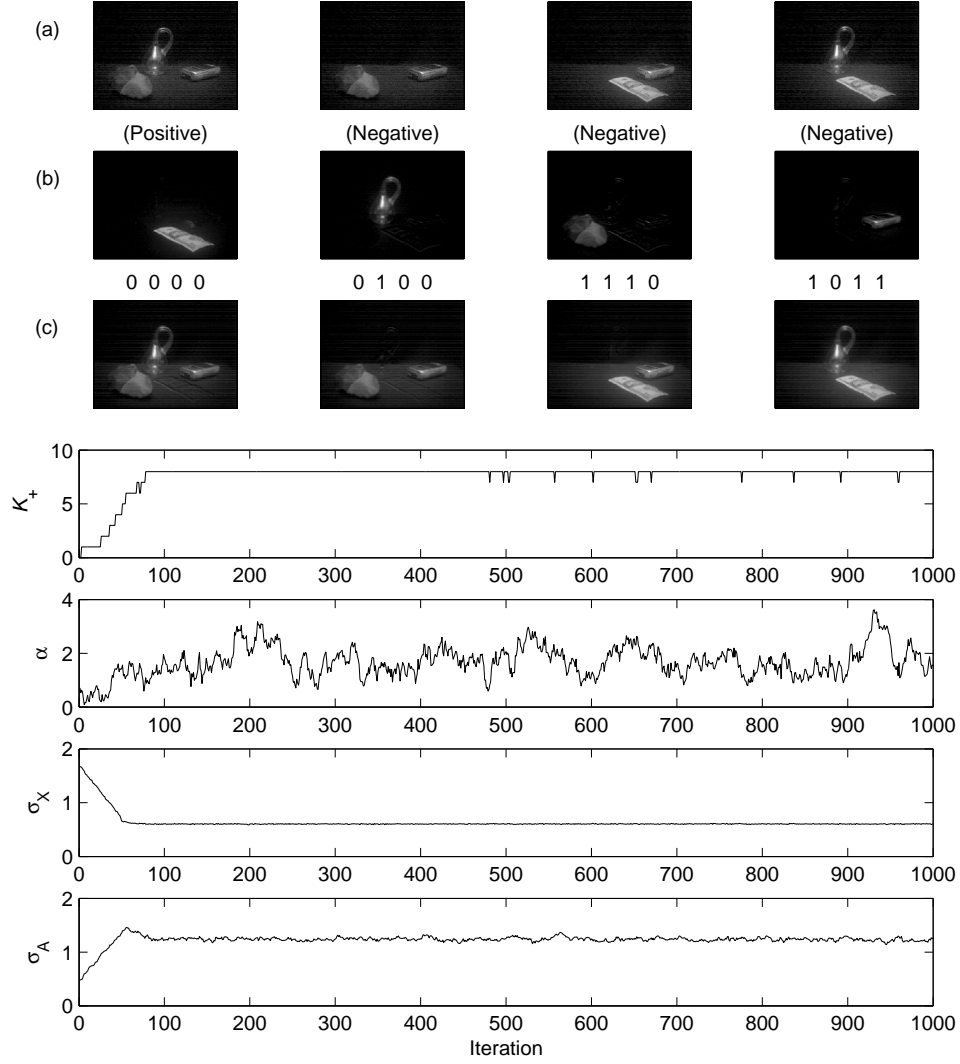 (a)
(Positive) (Negative) (Negative) (Negative)
(b)
0 0 0 0 0 1 0 0 1 1 1 0 1 0 1 1
(c)
10
5
0
K+
0 100 200 300 400 500 600 700 800 900 1000
4
2
0
α
0 100 200 300 400 500 600 700 800 900 1000
2
1
0
σX
0 100 200 300 400 500 600 700 800 900 1000
2
1
0
σA
0 100 200 300 400 500 600 700 800 900 1000
Iteration